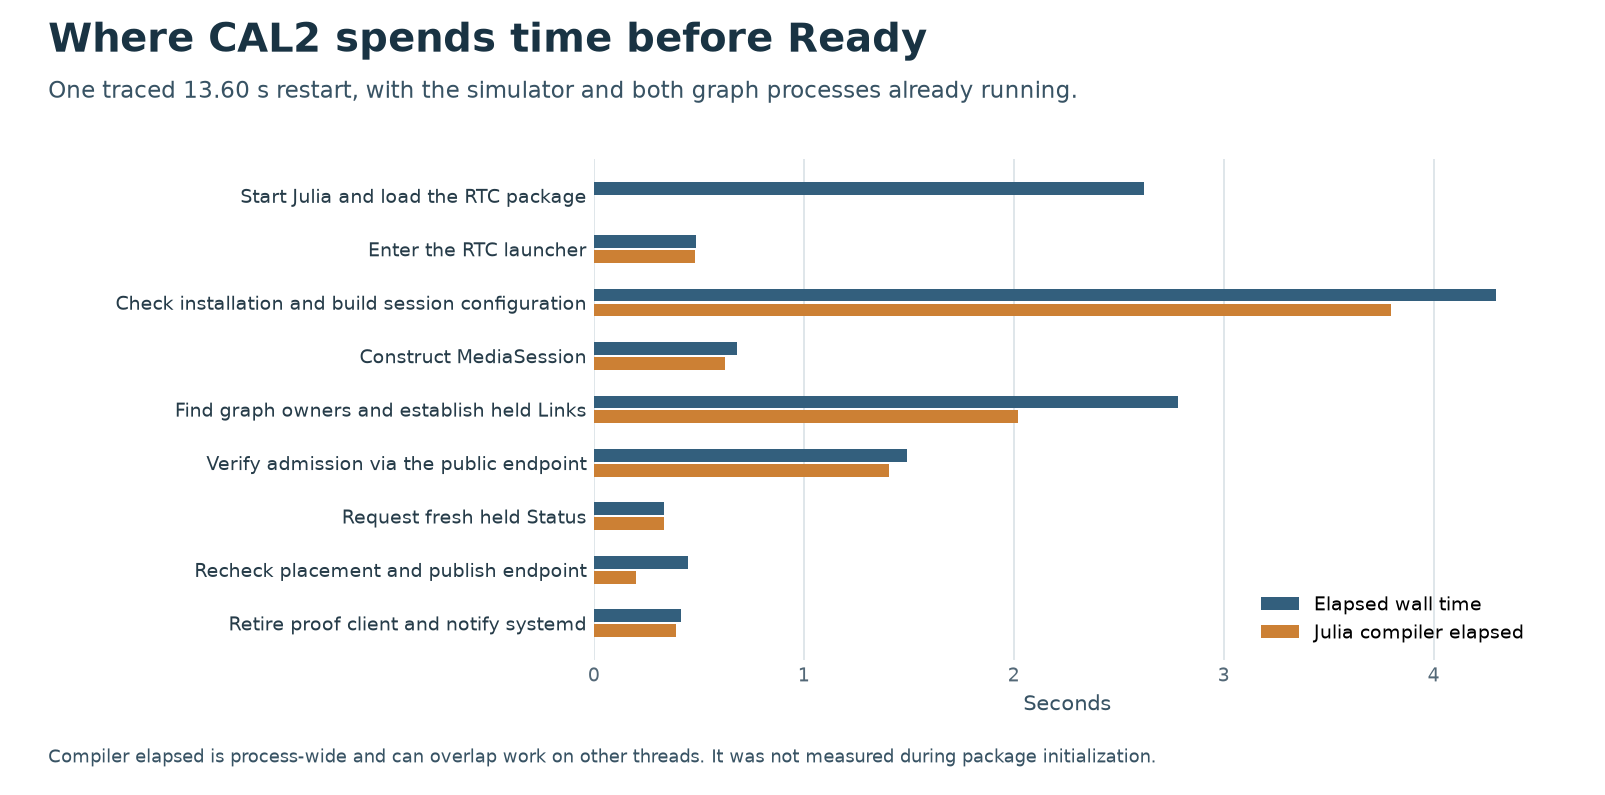 Where CAL2 spends time before Ready
One traced 13.60 s restart, with the simulator and both graph processes already running.
Start Julia and load the RTC package
Enter the RTC launcher
Check installation and build session configuration
Construct MediaSession
Find graph owners and establish held Links
Verify admission via the public endpoint
Request fresh held Status
Recheck placement and publish endpoint
Retire proof client and notify systemd
Elapsed wall time
Julia compiler elapsed
0 1 2 3 4
Seconds
Compiler elapsed is process-wide and can overlap work on other threads. It was not measured during package initialization.